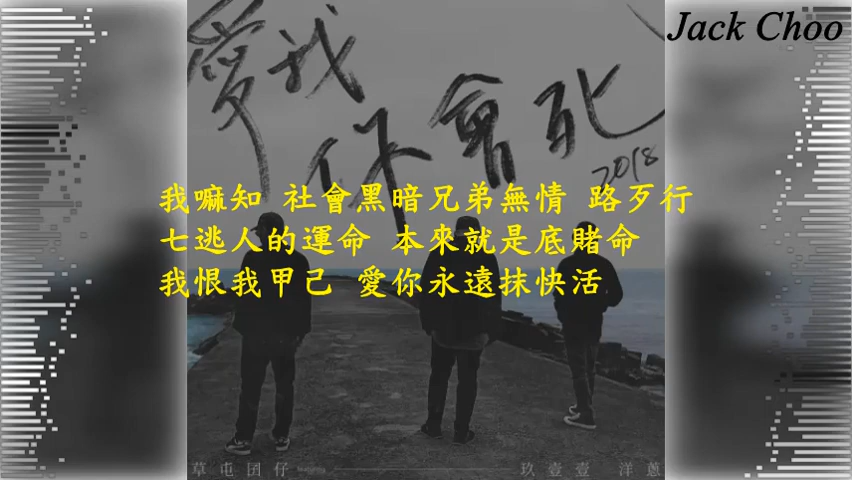 Jack Choo
愛我
你會死
2018
我嘛知 社會黑暗兄弟無情 路歹行
七逃人的運命 本來就是底賭命
我恨我甲己 愛你永遠抹快活
草屯囝仔 玖壹壹 洋蔥